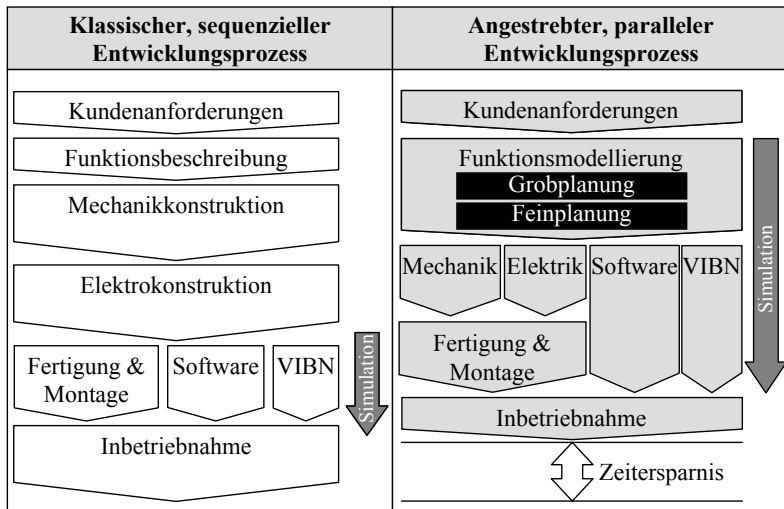 Klassischer, sequenzieller
Entwicklungsprozess
Kundenanforderungen
Funktionsbeschreibung
Mechanikkonstruktion
Elektrokonstruktion
Fertigung &
Montage
Software
VIBN
Simulation
Inbetriebnahme
Angestrebter, paralleler
Entwicklungsprozess
Kundenanforderungen
Funktionsmodellierung
Grobplanung
Feinplanung
Mechanik
Elektrik
Software
VIBN
Simulation
Fertigung &
Montage
Inbetriebnahme
Zeitersparnis